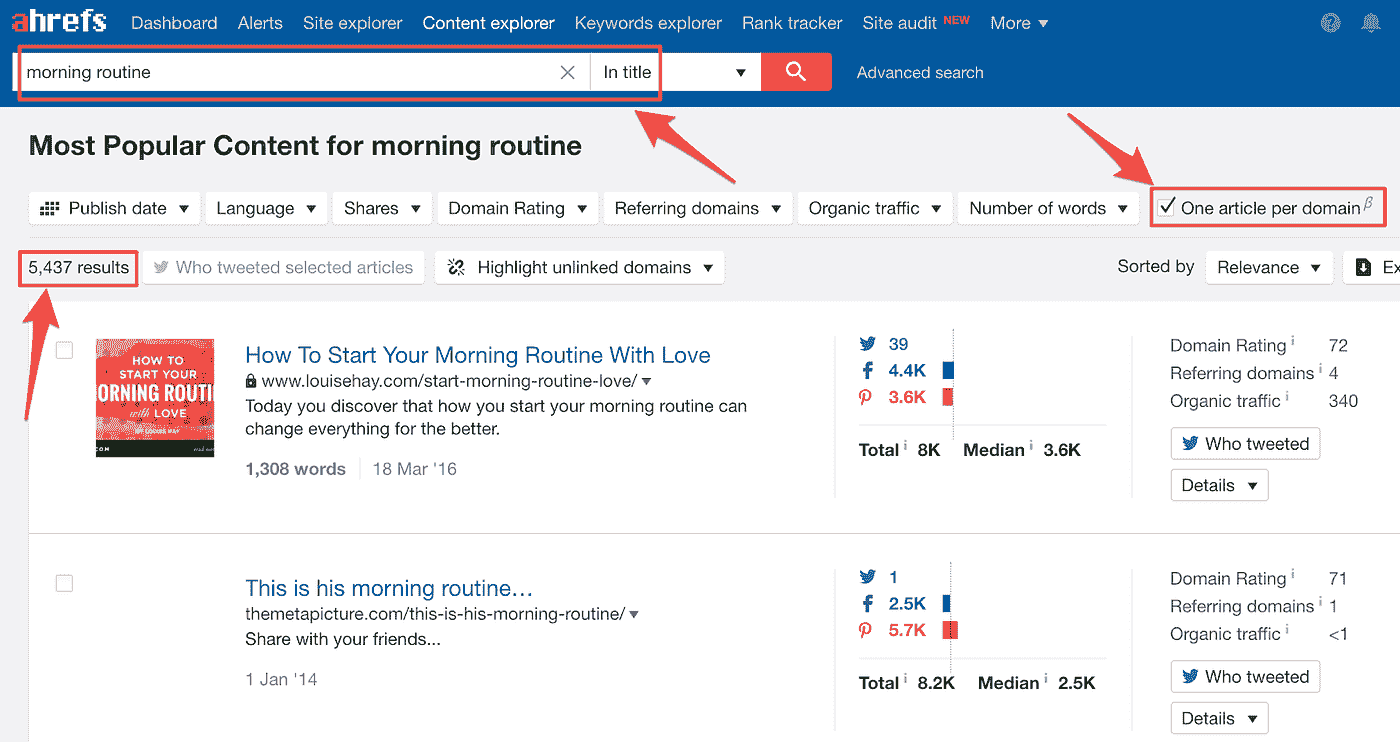 ahrefs Dashboard Alerts Site explorer Content explorer Keywords explorer Rank tracker Site audit NEW More
morning routine In title Advanced search
Most Popular Content for morning routine
Publish date Language Shares Domain Rating Referring domains Organic traffic Number of words One article per domain β
5,437 results Who tweeted selected articles Highlight unlinked domains Sorted by Relevance Ex
HOW TO
START YOUR
ORNING ROUTI
with LOVE
How To Start Your Morning Routine With Love
www.louisehay.com/start-morning-routine-love/
Today you discover that how you start your morning routine can
change everything for the better.
1,308 words 18 Mar '16
39
4.4K
3.6K
Total i 8K Median i 3.6K
Domain Rating i 72
Referring domains i 4
Organic traffic i 340
Who tweeted
Details
This is his morning routine...
themetapicture.com/this-is-his-morning-routine/
Share with your friends...
1 Jan '14
1
2.5K
5.7K
Total i 8.2K Median i 2.5K
Domain Rating i 71
Referring domains i 1
Organic traffic i <1
Who tweeted
Details